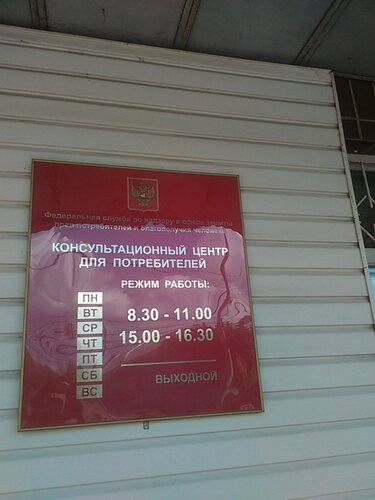 Федеральная служба по надзору в сфере защиты
прав потребителей и благополучия человека
КОНСУЛЬТАЦИОННЫЙ ЦЕНТР
ДЛЯ ПОТРЕБИТЕЛЕЙ
РЕЖИМ РАБОТЫ:
ПН
ВТ 8.30 - 11.00
СР
ЧТ 15.00 - 16.30
ПТ
СБ ВЫХОДНОЙ
ВС